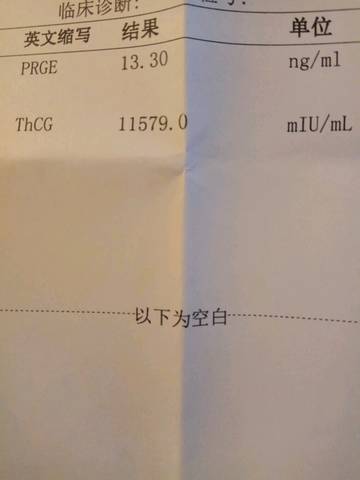 临床诊断:
英文缩写 结果 单位
PRGE 13.30 ng/ml
ThCG 11579.0 mIU/mL
以下为空白